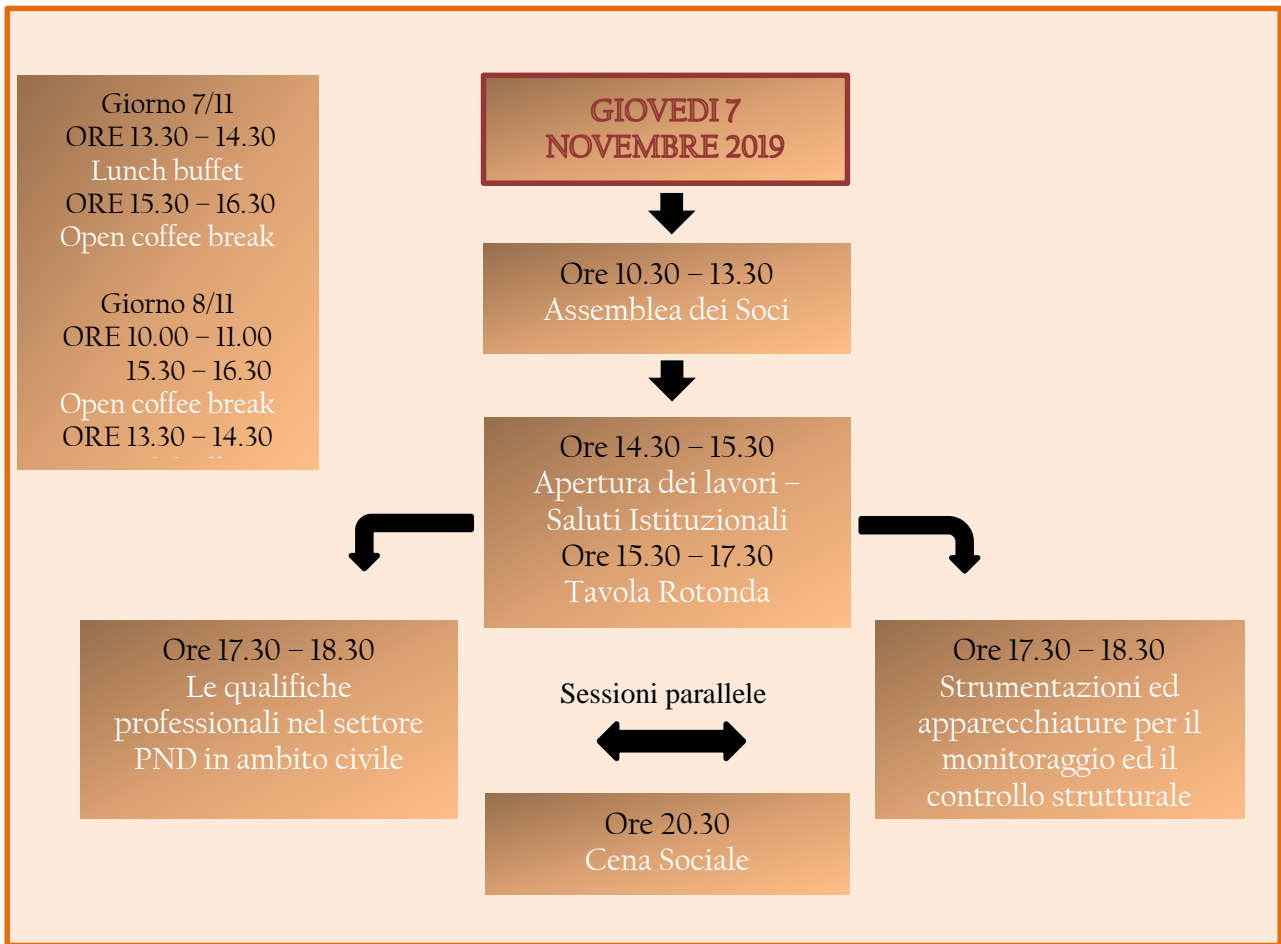 Giorno 7/11
ORE 13.30 – 14.30
Lunch buffet
ORE 15.30 – 16.30
Open coffee break
Giorno 8/11
ORE 10.00 – 11.00
15.30 – 16.30
Open coffee break
ORE 13.30 – 14.30
GIOVEDI 7
NOVEMBRE 2019
Ore 10.30 – 13.30
Assemblea dei Soci
Ore 14.30 – 15.30
Apertura dei lavori –
Saluti Istituzionali
Ore 15.30 – 17.30
Tavola Rotonda
Ore 17.30 – 18.30
Le qualifiche
professionali nel settore
PND in ambito civile
Sessioni parallele
Ore 17.30 – 18.30
Strumentazioni ed
apparecchiature per il
monitoraggio ed il
controllo strutturale
Ore 20.30
Cena Sociale